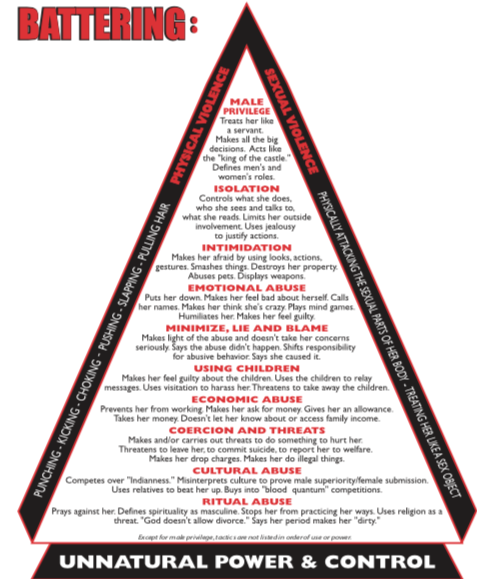 BATTERING:
PHYSICAL VIOLENCE
SEXUAL VIOLENCE
MALE
PRIVILEGE
Treats her like
a servant.
Makes all the big
decisions. Acts like
the "king of the castle."
Defines men's and
women's roles.
ISOLATION
Controls what she does,
who she sees and talks to,
what she reads. Limits her outside
involvement. Uses jealousy
to justify actions.
INTIMIDATION
Makes her afraid by using looks, actions,
gestures. Smashes things. Destroys her property.
Abuses pets. Displays weapons.
EMOTIONAL ABUSE
Puts her down. Makes her feel bad about herself. Calls
her names. Makes her think she's crazy. Plays mind games.
Humiliates her. Makes her feel guilty.
MINIMIZE, LIE AND BLAME
Makes light of the abuse and doesn't take her concerns
seriously. Says the abuse didn't happen. Shifts responsibility
for abusive behavior. Says she caused it.
USING CHILDREN
Makes her feel guilty about the children. Uses the children to relay
messages. Uses visitation to harass her. Threatens to take away the children.
ECONOMIC ABUSE
Prevents her from working. Makes her ask for money. Gives her an allowance.
Takes her money. Doesn't let her know about or access family income.
COERCION AND THREATS
Makes and/or carries out threats to do something to hurt her.
Threatens to leave her, to commit suicide, to report her to welfare.
Makes her drop charges. Makes her do illegal things.
CULTURAL ABUSE
Competes over "Indianness." Misinterprets culture to prove male superiority/female submission.
Uses relatives to beat her up. Buys into "blood quantum" competitions.
RITUAL ABUSE
Prays against her. Defines spirituality as masculine. Stops her from practicing her ways. Uses religion as a
threat. "God doesn't allow divorce." Says her period makes her "dirty."
Except for male privilage, tactics are not listed in order of use or power.
PUNCHING - KICKING - CHOKING - PUSHING - SLAPPING - PULLING HAIR
PHYSICALLY ATTACKING THE SEXUAL PARTS OF HER BODY - TREATING HER LIKE A SEX OBJECT
UNNATURAL POWER & CONTROL